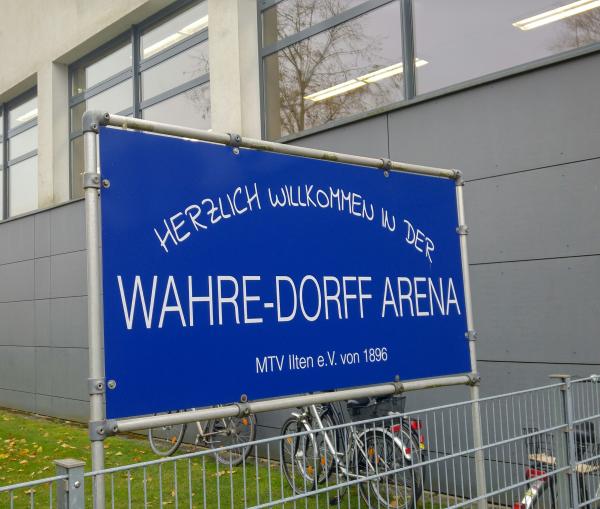 HERZLICH WILLKOMMEN IN DER
WAHRE-DORFF ARENA
MTV Ilten e.V. von 1896